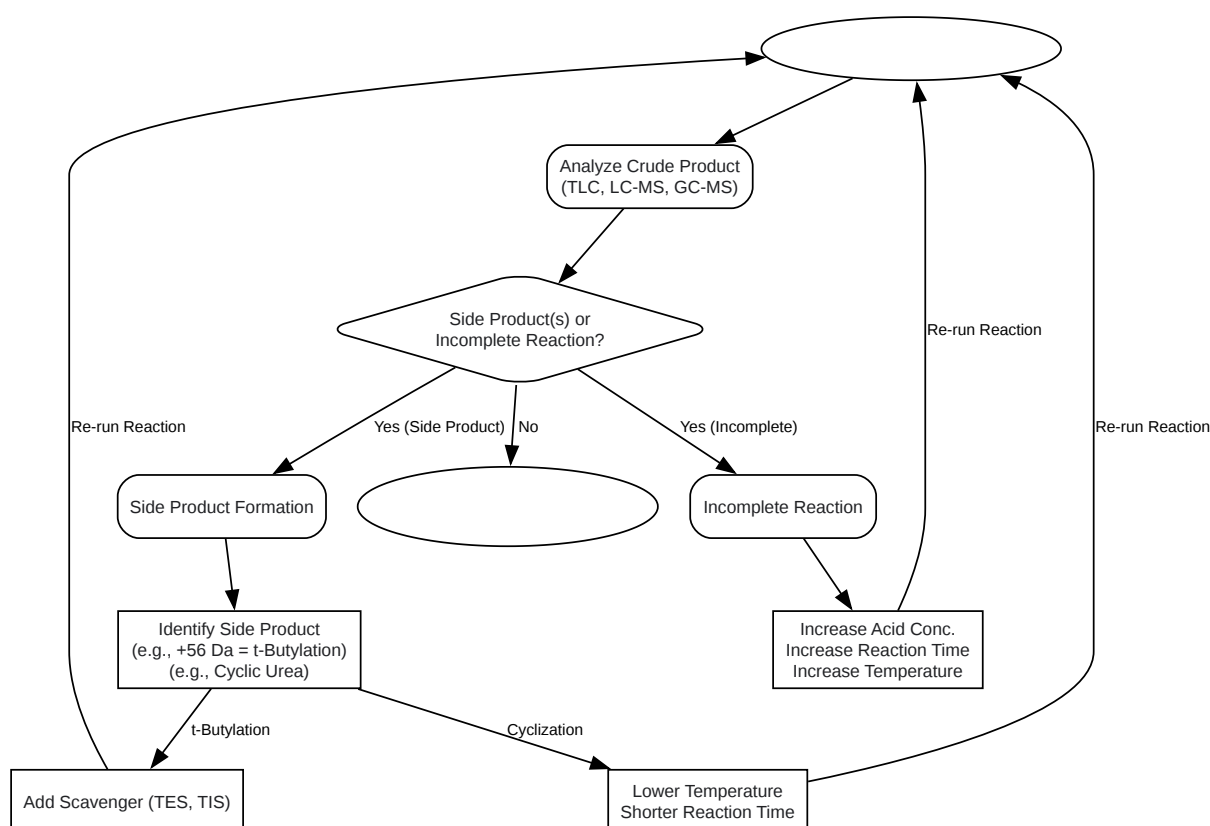 Analyze Crude Product
(TLC, LC-MS, GC-MS)
Side Product(s) or
Incomplete Reaction?
Re-run Reaction
Re-run Reaction
Yes (Side Product)
No
Yes (Incomplete)
Re-run Reaction
Side Product Formation
Incomplete Reaction
Identify Side Product
(e.g., +56 Da = t-Butylation)
(e.g., Cyclic Urea)
Increase Acid Conc.
Increase Reaction Time
Increase Temperature
t-Butylation
Cyclization
Add Scavenger (TES, TIS)
Lower Temperature
Shorter Reaction Time